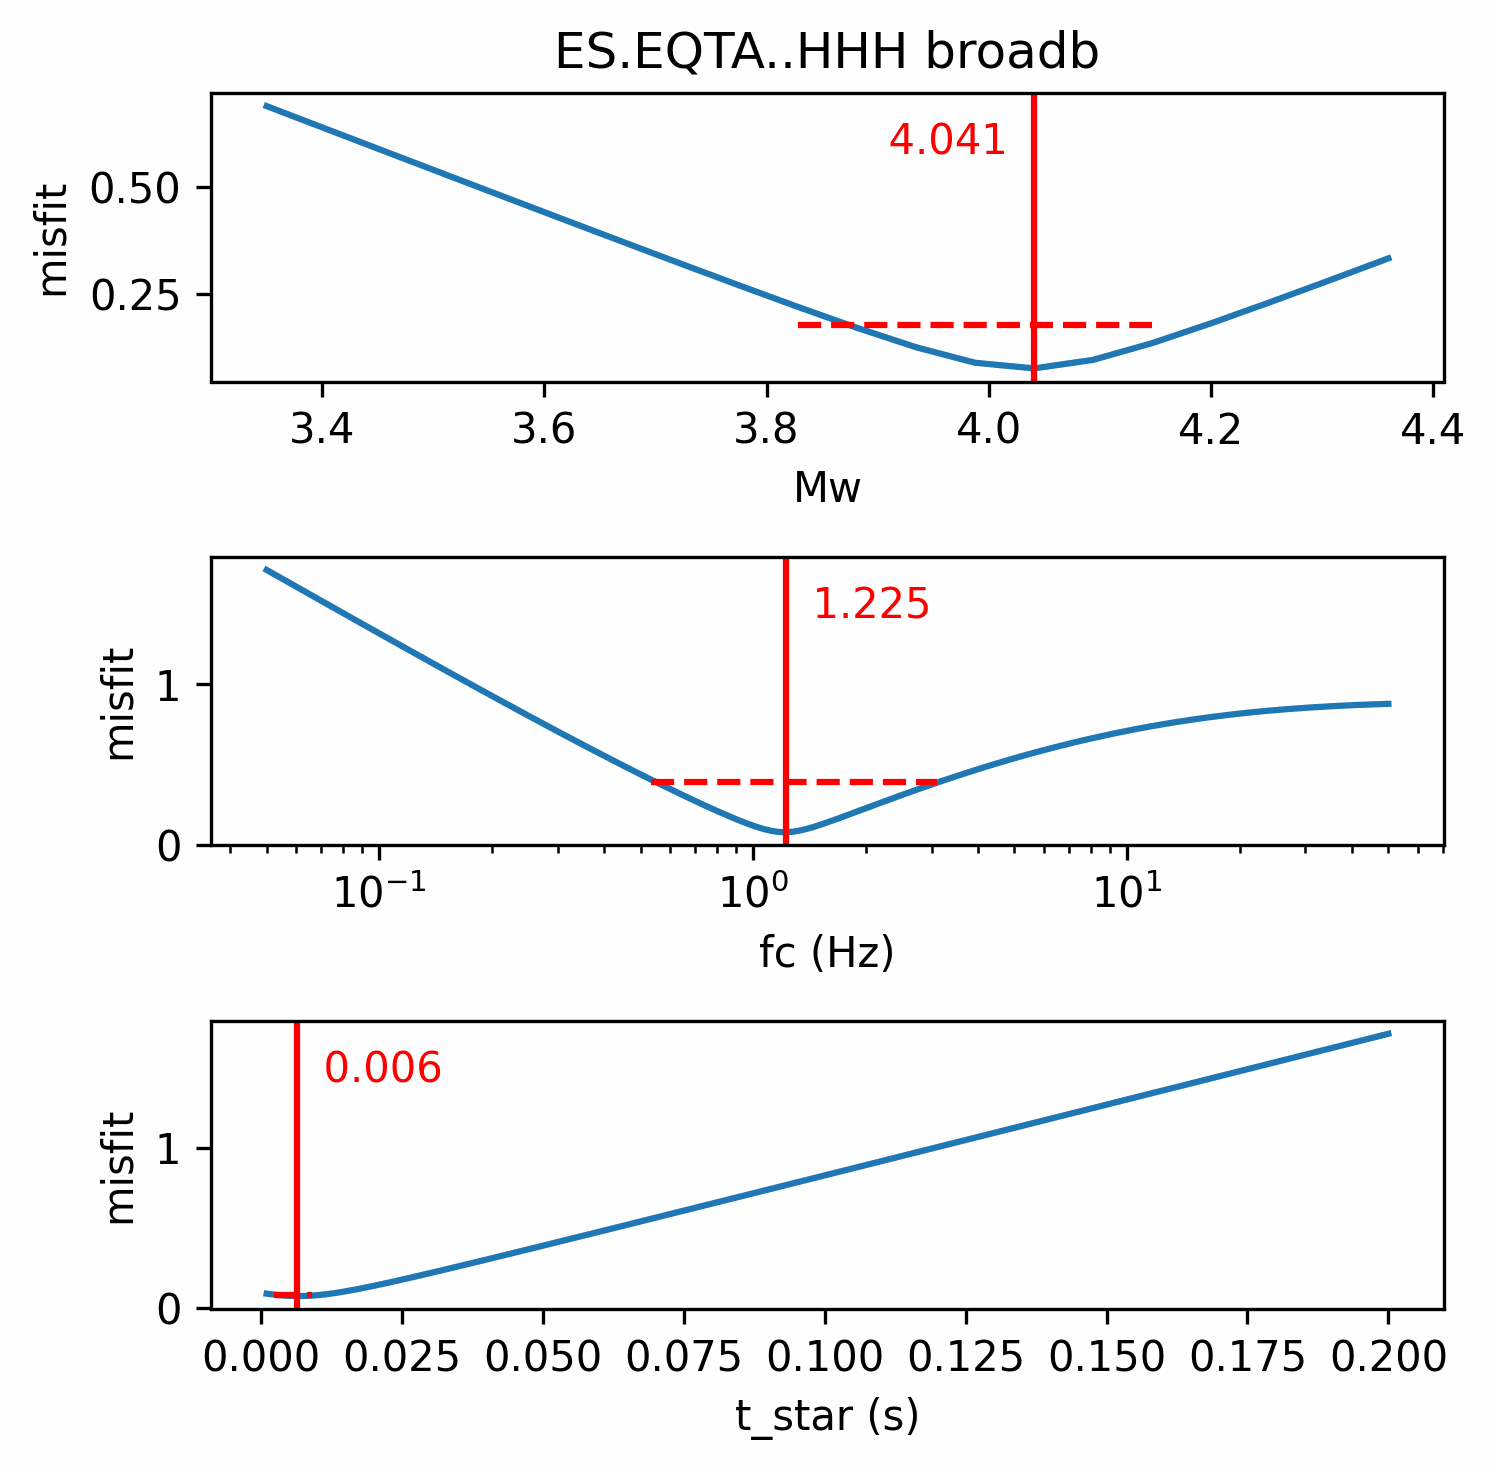 ES.EQTA..HHH broadb
4.041
misfit
0.50
0.25
3.4 3.6 3.8 4.0 4.2 4.4
Mw
1.225
misfit
1
0
10⁻¹ 10⁰ 10¹
fc (Hz)
0.006
misfit
1
0
0.000 0.025 0.050 0.075 0.100 0.125 0.150 0.175 0.200
t_star (s)